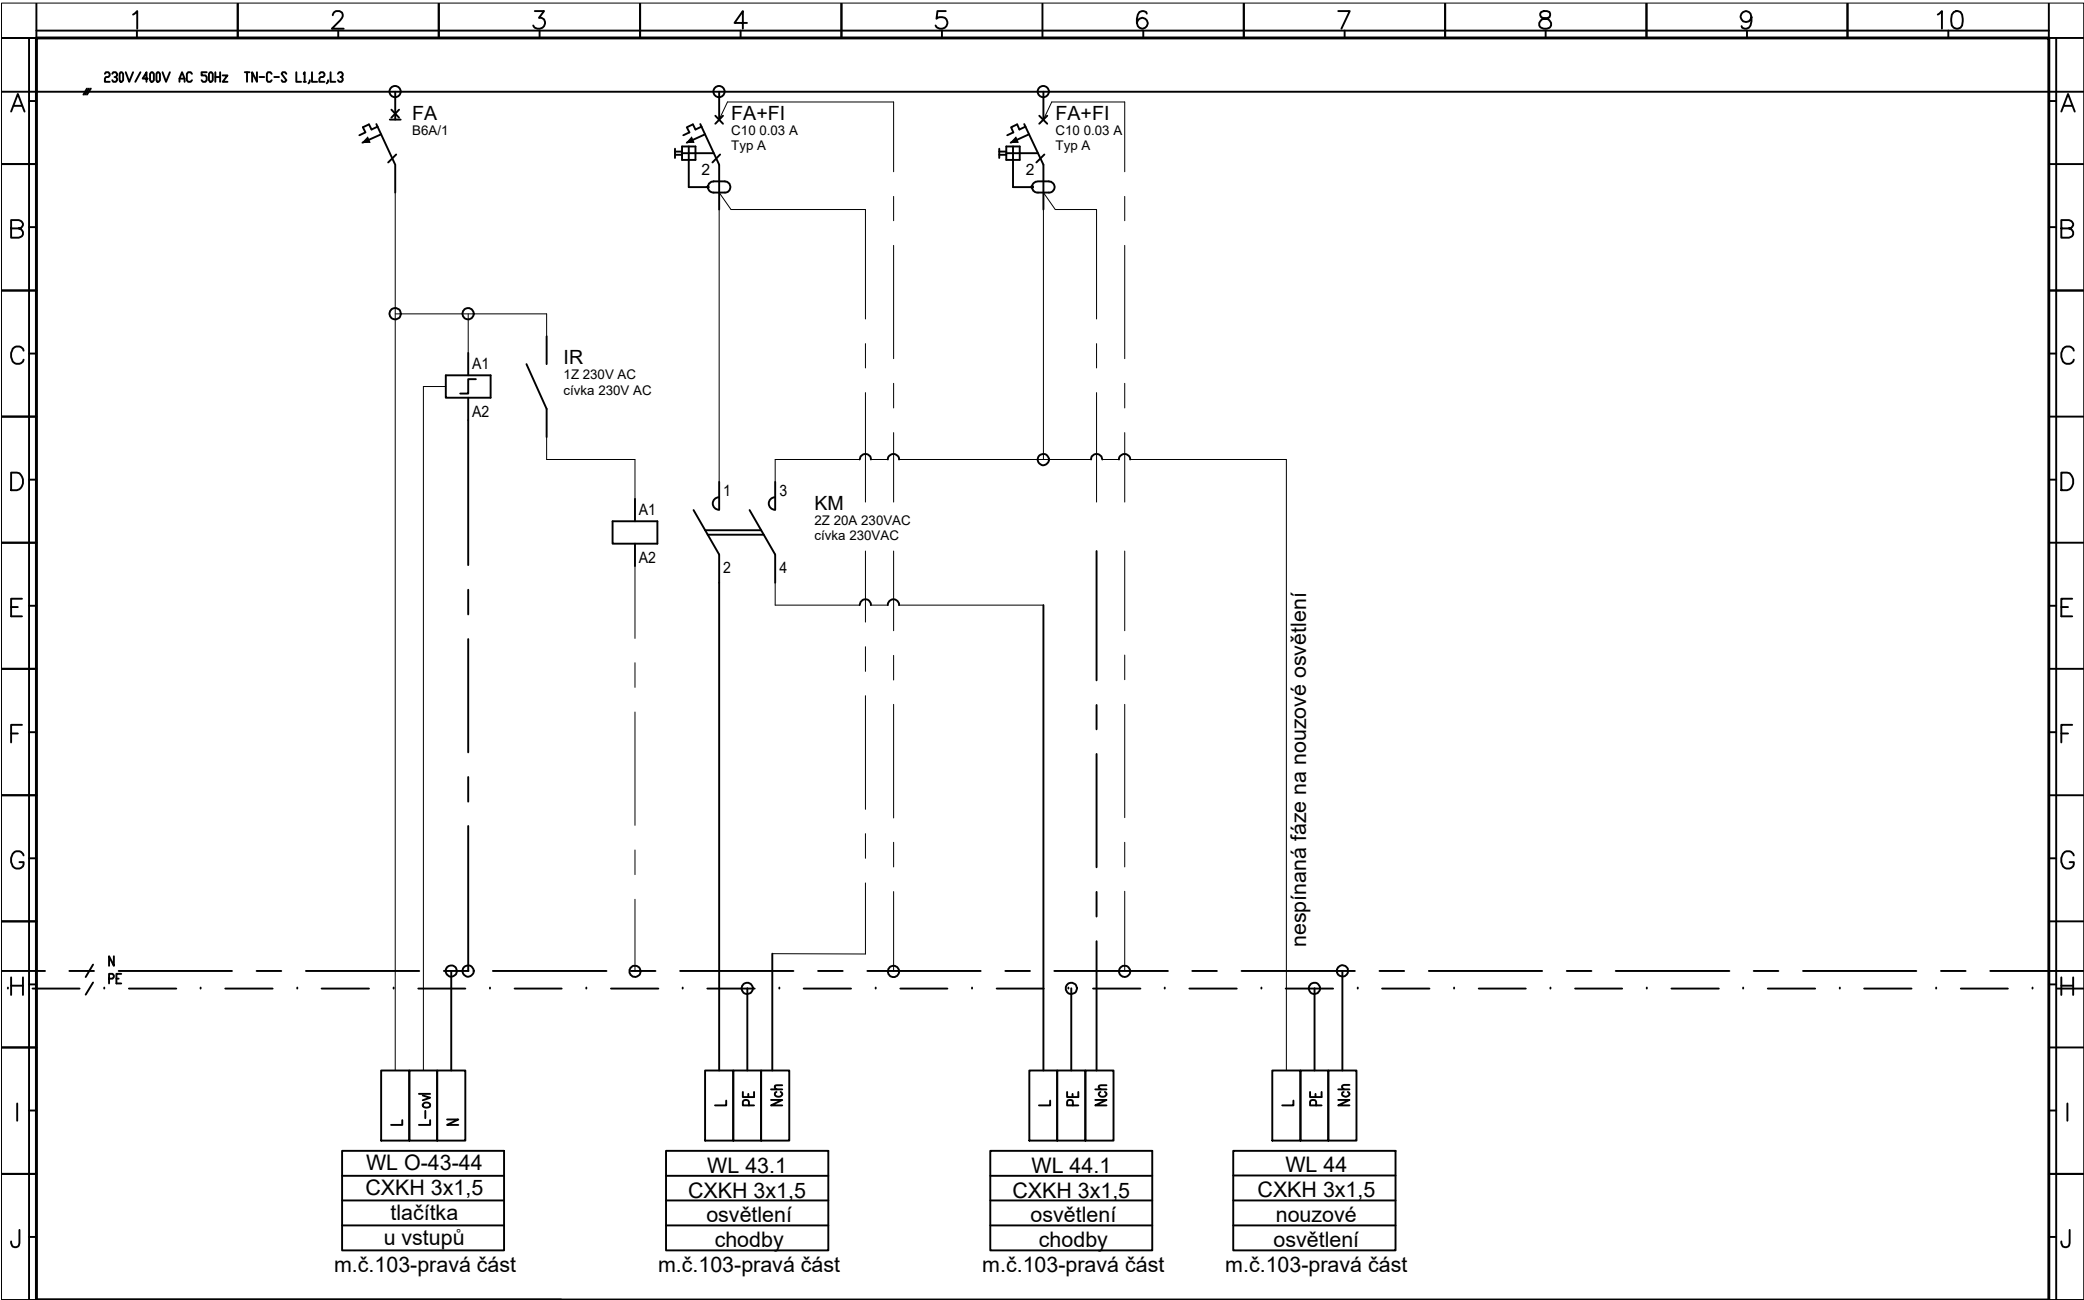 1 2 3 4 5 6 7 8 9 10
230V/400V AC 50Hz TN-C-S L1,L2,L3
A
A
FA
B6A/1
FA+FI
C10 0.03 A
Typ A
2
FA+FI
C10 0.03 A
Typ A
2
B
B
C
C
A1
A2
IR
1Z 230V AC
cívka 230V AC
D
D
A1
A2
1
3
2
4
KM
2Z 20A 230VAC
cívka 230VAC
E
E
nespínaná fáze na nouzové osvětlení
F
F
G
G
N
PE
H
H
I
I
L L-ovl N
L PE Nch
L PE Nch
L PE Nch
WL O-43-44
CXKH 3x1,5
tlačítka
u vstupů
m.č.103-pravá část
WL 43.1
CXKH 3x1,5
osvětlení
chodby
m.č.103-pravá část
WL 44.1
CXKH 3x1,5
osvětlení
chodby
m.č.103-pravá část
WL 44
CXKH 3x1,5
nouzové
osvětlení
m.č.103-pravá část
J
J